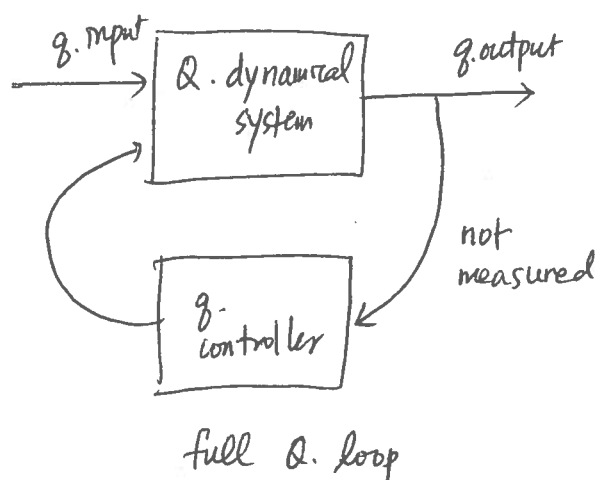 q. input
Q. dynamical
system
q. output
not
measured
q.
controller
full Q. loop